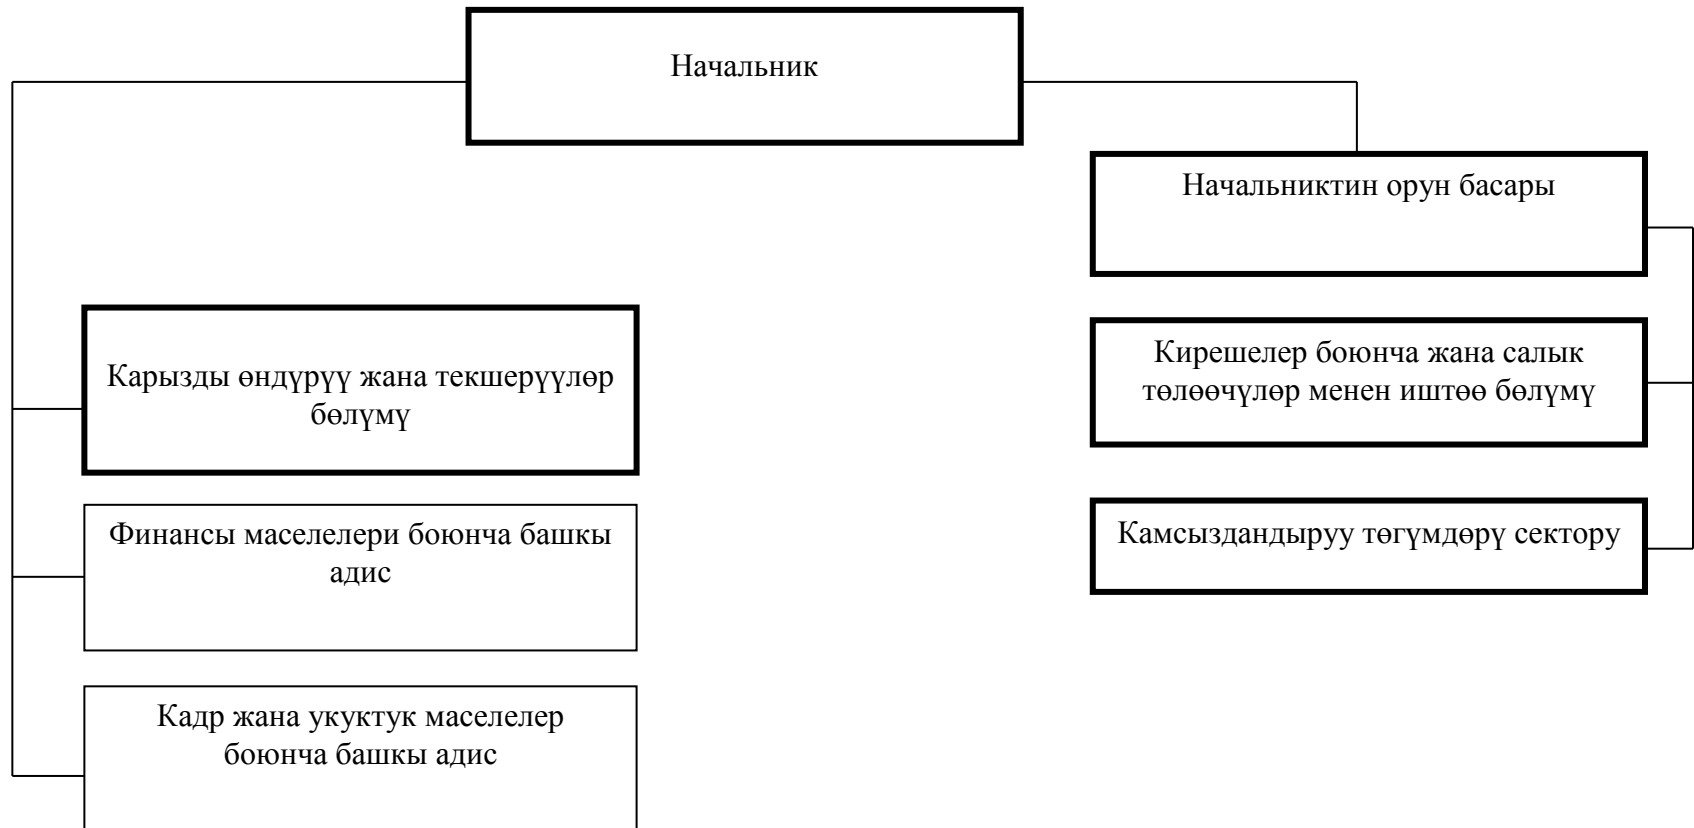 Начальник
Начальниктин орун басары
Карызды өндүрүү жана текшерүүлөр
бөлүмү
Кирешелер боюнча жана салык
төлөөчүлөр менен иштөө бөлүмү
Финансы маселелери боюнча башкы
адис
Камсыздандыруу төгүмдөрү сектору
Кадр жана укуктук маселелер
боюнча башкы адис